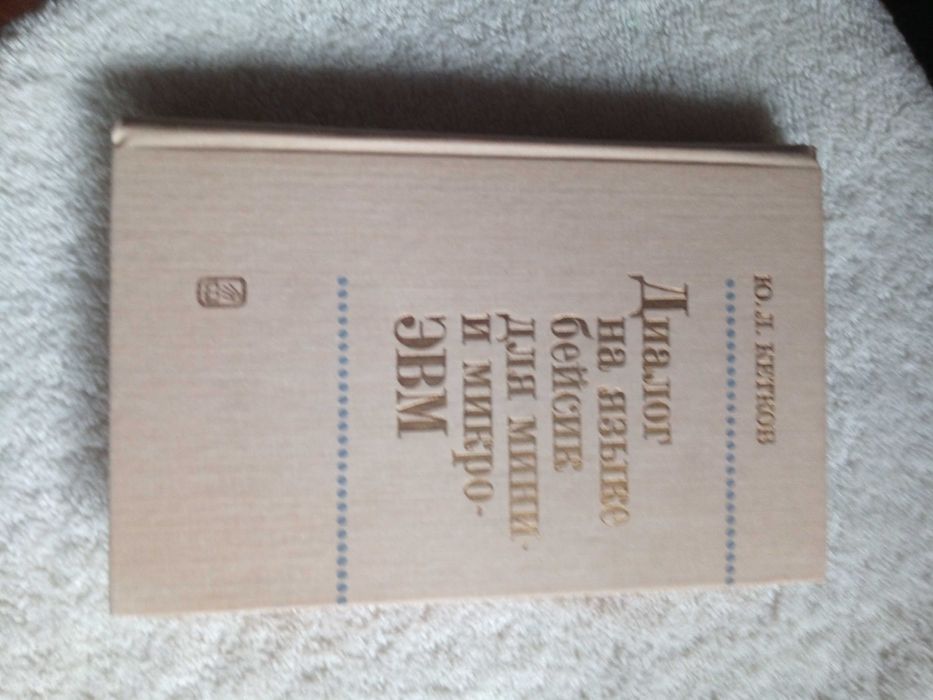 Ю. Л. КЕТКОВ
Диалог
на языке
бейсик
для мини-
и микро-
ЭВМ